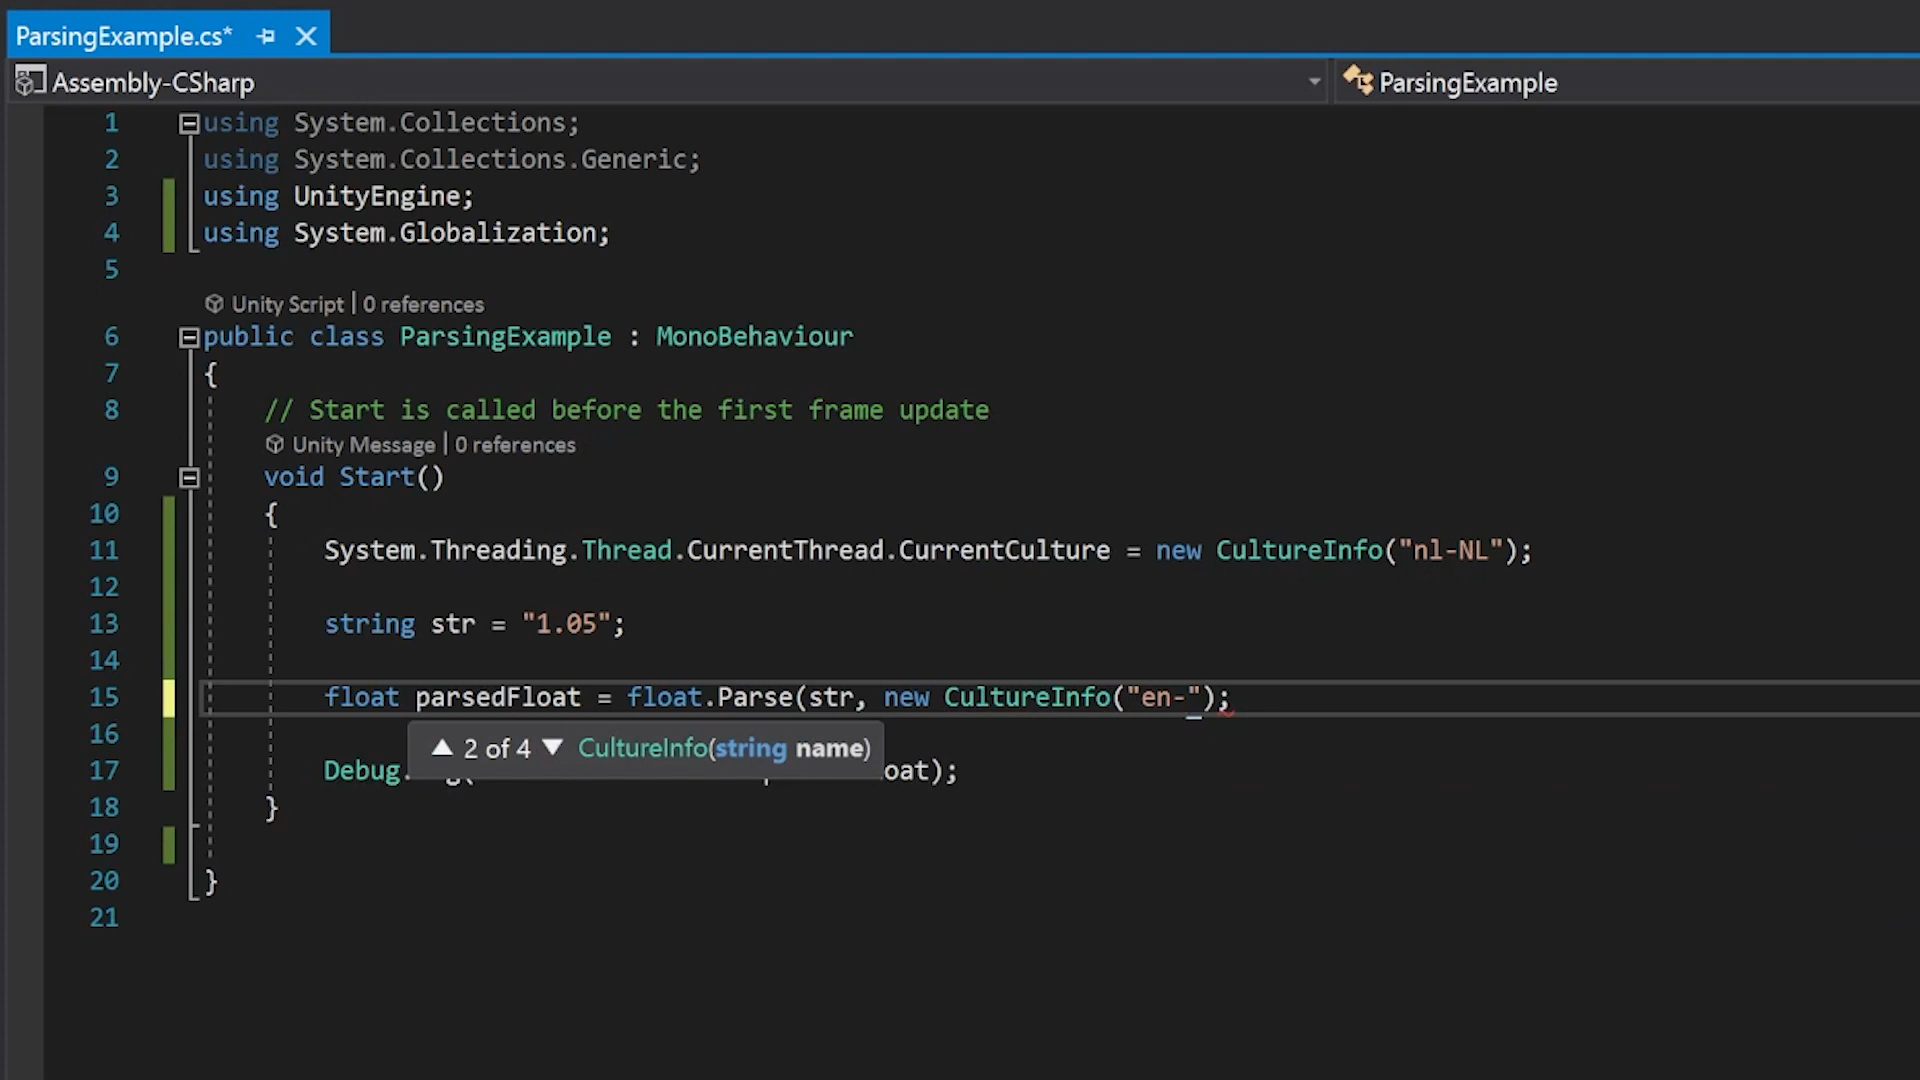 ParsingExample.cs*
Assembly-CSharp ParsingExample
1 using System.Collections;
2 using System.Collections.Generic;
3 using UnityEngine;
4 using System.Globalization;
5
Unity Script | 0 references
6 public class ParsingExample : MonoBehaviour
7 {
8 // Start is called before the first frame update
Unity Message | 0 references
9 void Start()
10 {
11 System.Threading.Thread.CurrentThread.CurrentCulture = new CultureInfo("nl-NL");
12
13 string str = "1.05";
14
15 float parsedFloat = float.Parse(str, new CultureInfo("en-");
16
▲ 2 of 4 ▼ CultureInfo(string name)
17 Debug. oat);
18 }
19
20 }
21